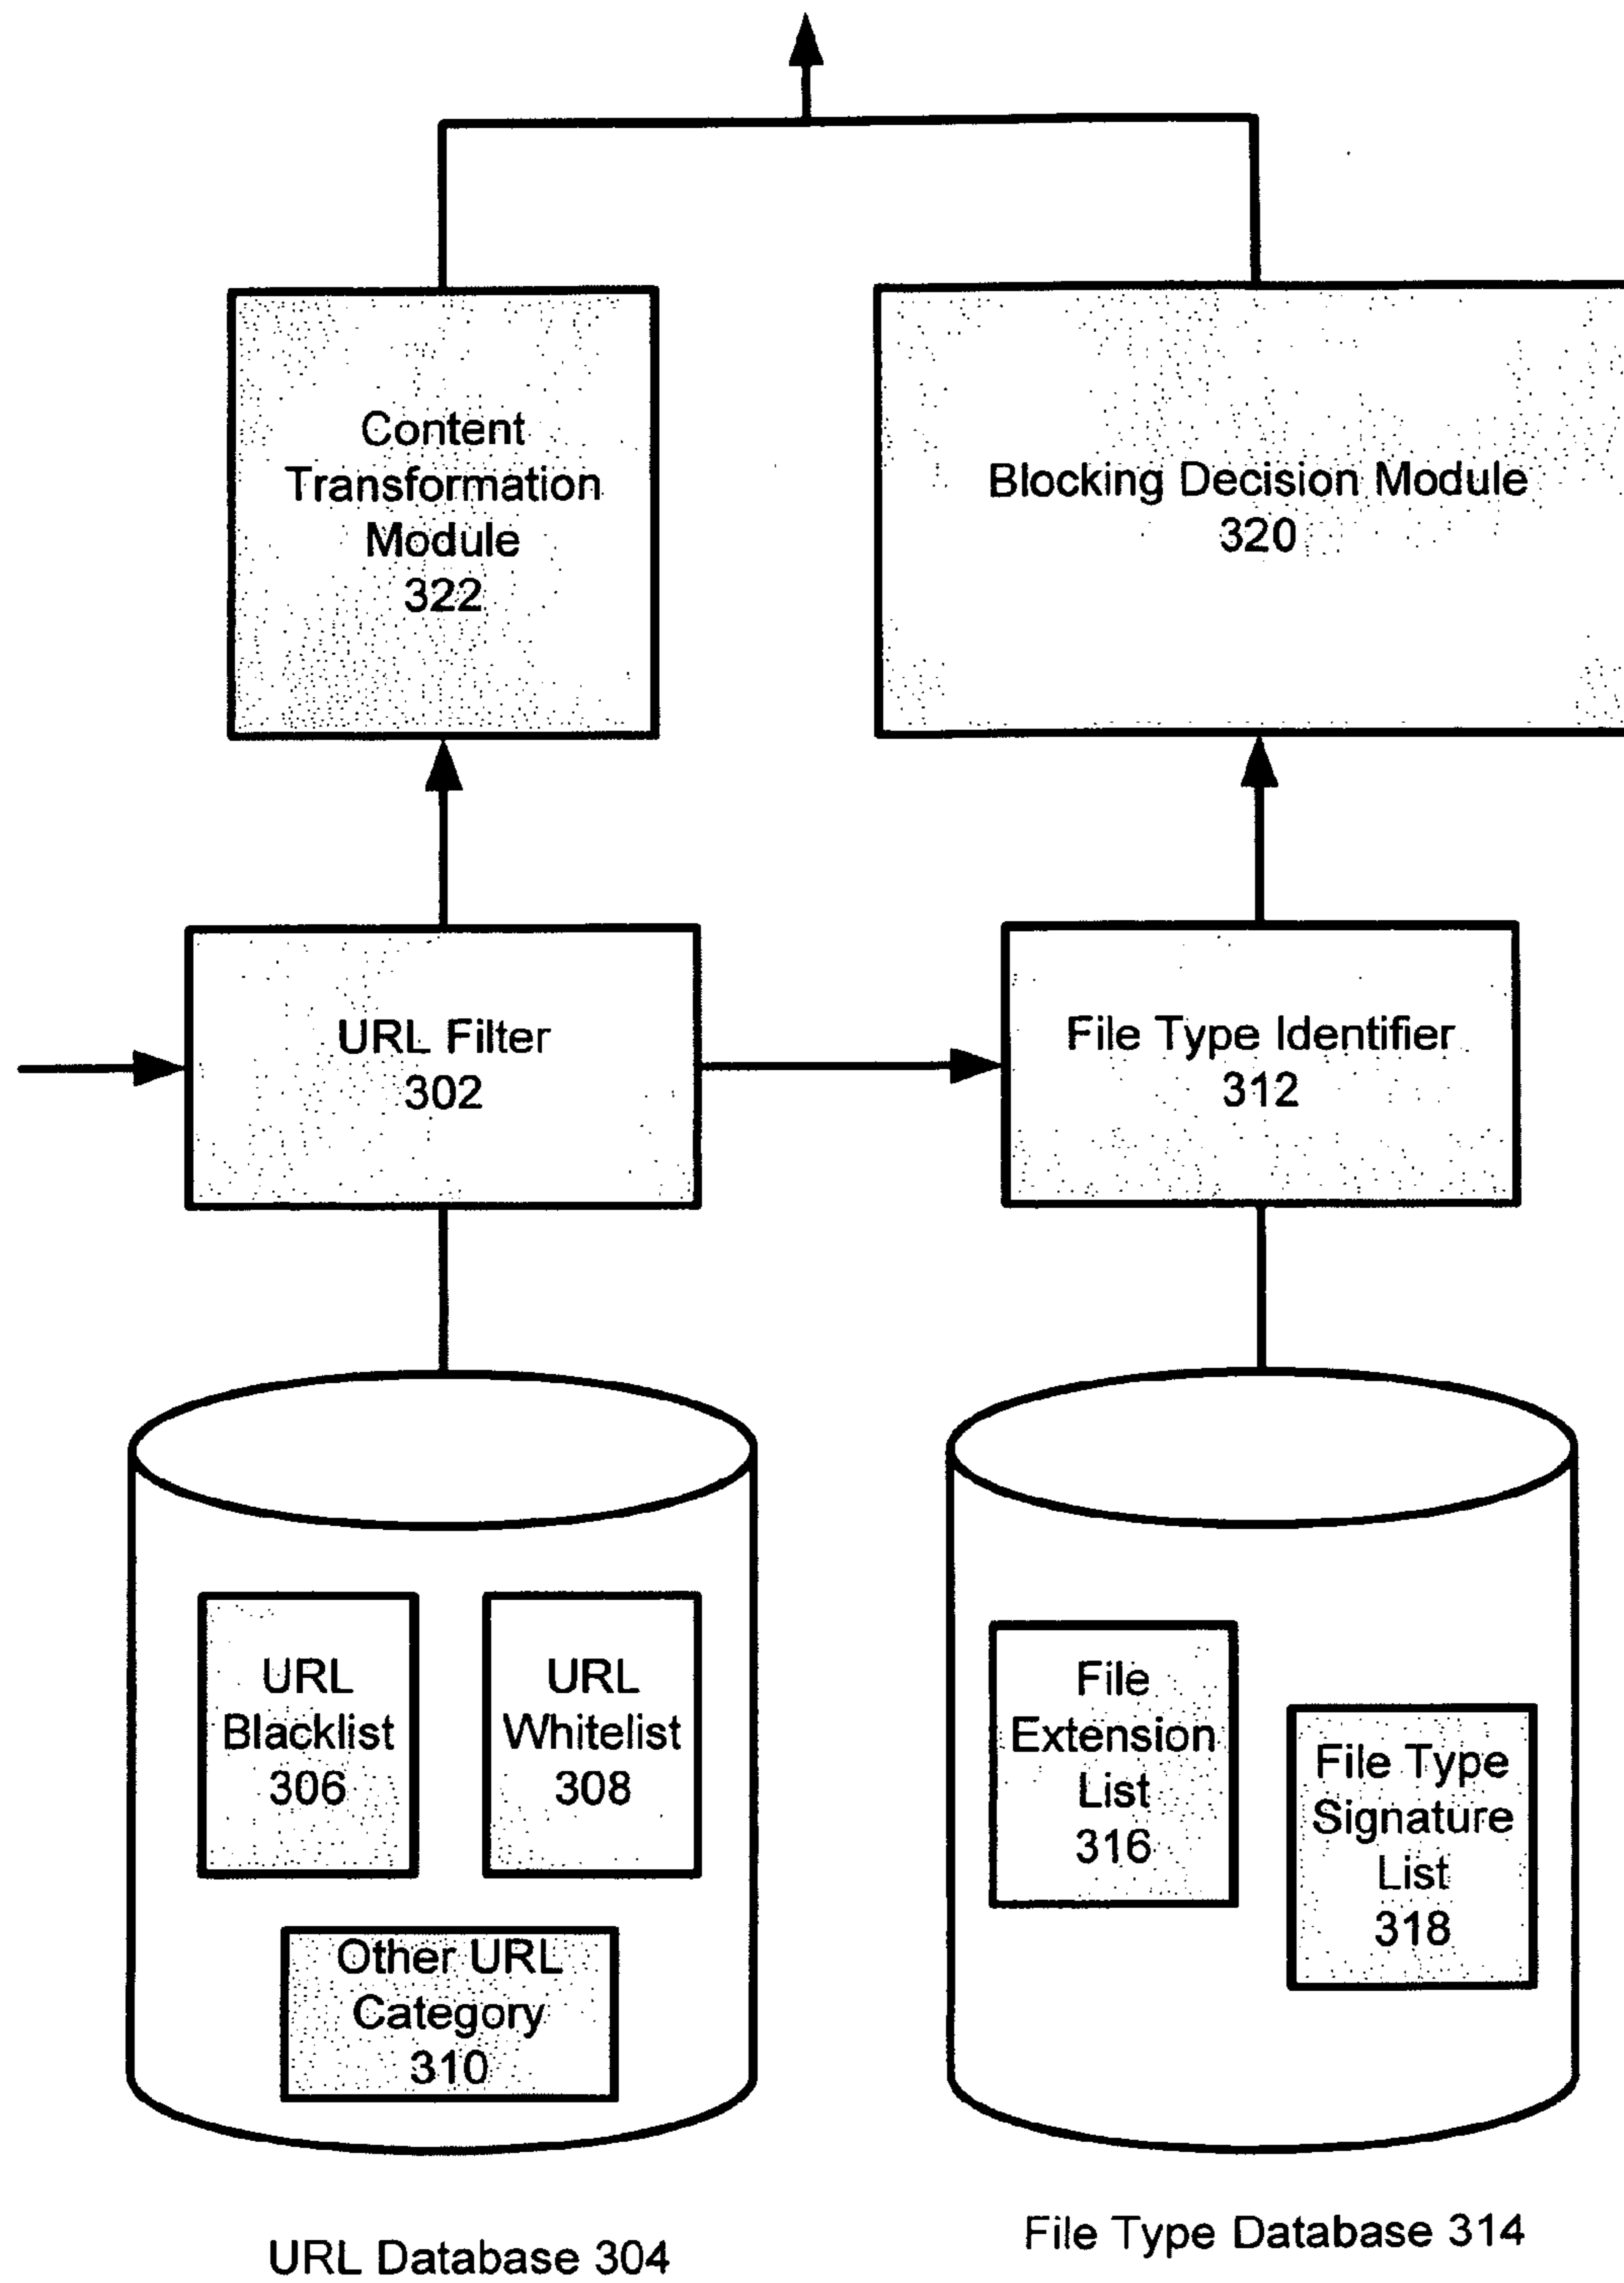 Content
Transformation
Module
322
Blocking Decision Module
320
URL Filter
302
File Type Identifier
312
URL
Blacklist
306
URL
Whitelist
308
Other URL
Category
310
File
Extension
List
316
File Type
Signature
List
318
URL Database 304
File Type Database 314